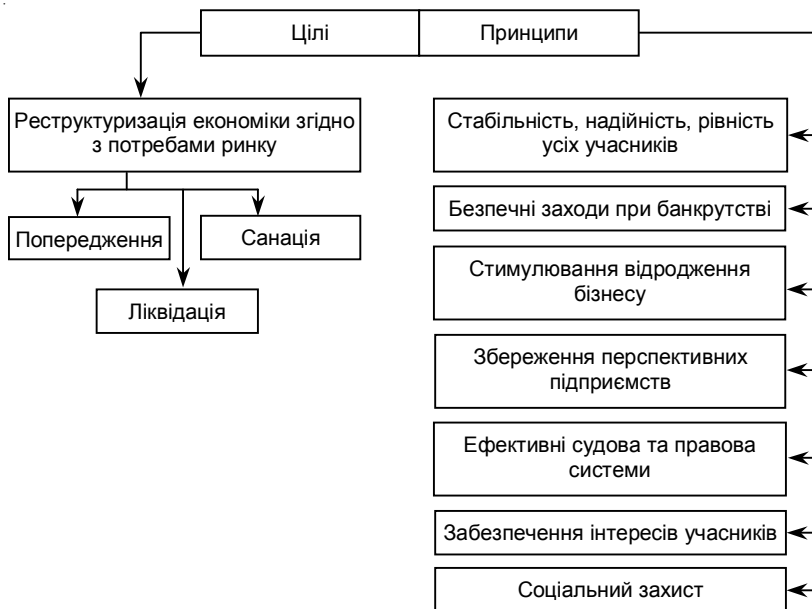 Цілі
Принципи
Реструктуризація економіки згідно
з потребами ринку
Попередження
Санація
Ліквідація
Стабільність, надійність, рівність
усіх учасників
Безпечні заходи при банкрутстві
Стимулювання відродження
бізнесу
Збереження перспективних
підприємств
Ефективні судова та правова
системи
Забезпечення інтересів учасників
Соціальний захист